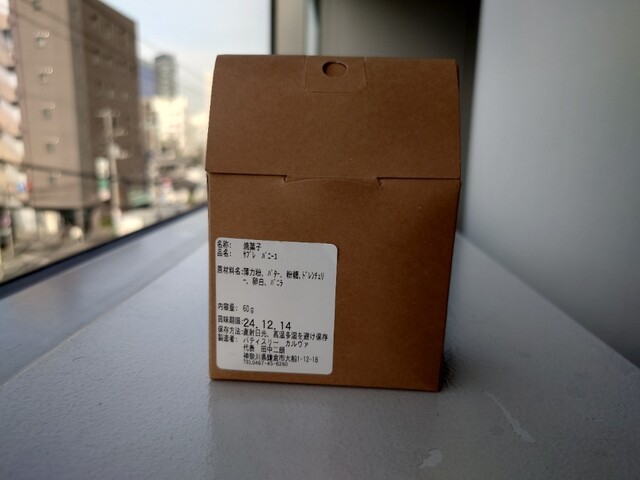 名称: 焼菓子
品名: サブレ バニーユ
原材料名:薄力粉、バター、粉糖、ドレンチェリ
ー、卵白、バニラ
内容量: 60g
賞味期限:24.12.14
保存方法:直射日光、高温多湿を避け保存
製造者: パティスリー カルヴァ
代表 田中二朗
神奈川県鎌倉市大船1-12-18
TEL0467-45-6260